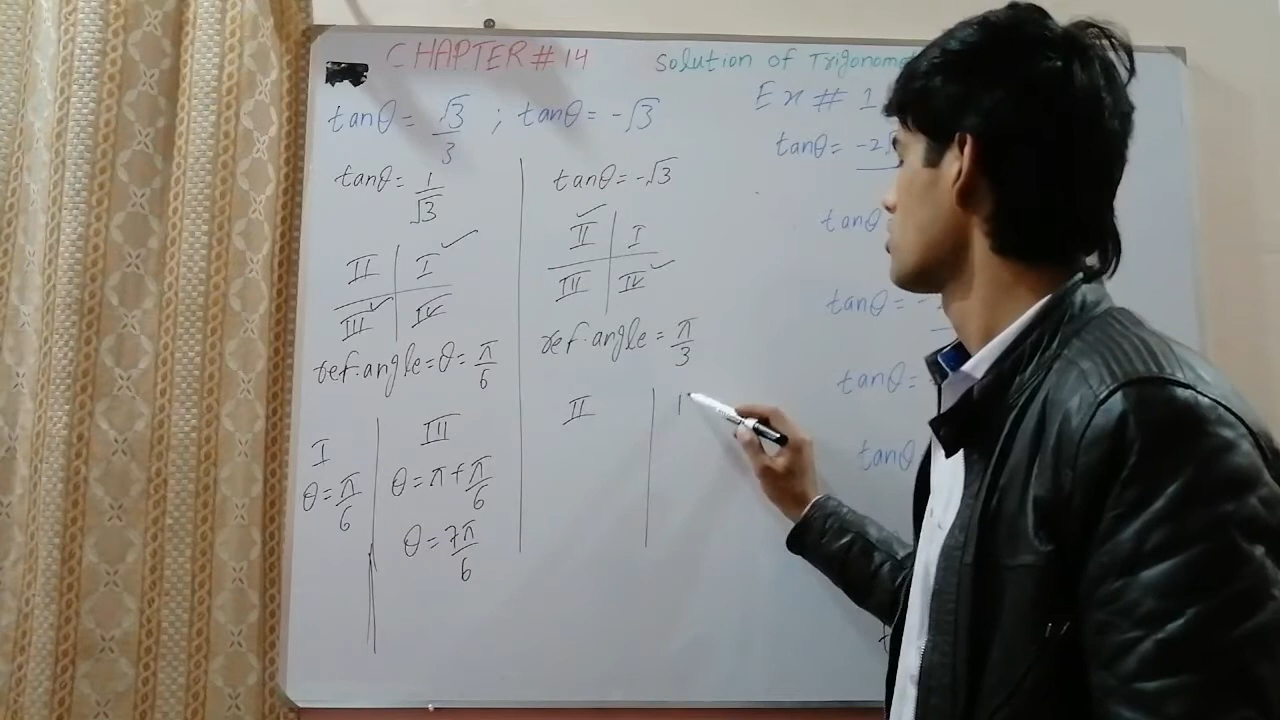 CHAPTER # 14 Solution of Trigonomet
Ex # 1
tanθ = √3/3 ; tanθ = -√3
tanθ = -2√
tanθ = 1/√3
II I ✓
III ✓ IV
ref. angle = θ = π/6
I
θ = π/6
III
θ = π + π/6
θ = 7π/6
tanθ = -√3
✓ II I
III IV ✓
ref. angle = π/3
II I
tanθ
tanθ = -
tanθ =
tanθ